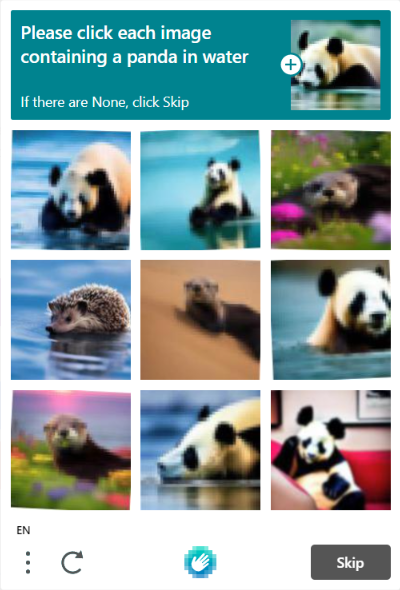 Please click each image
containing a panda in water
If there are None, click Skip
EN
Skip